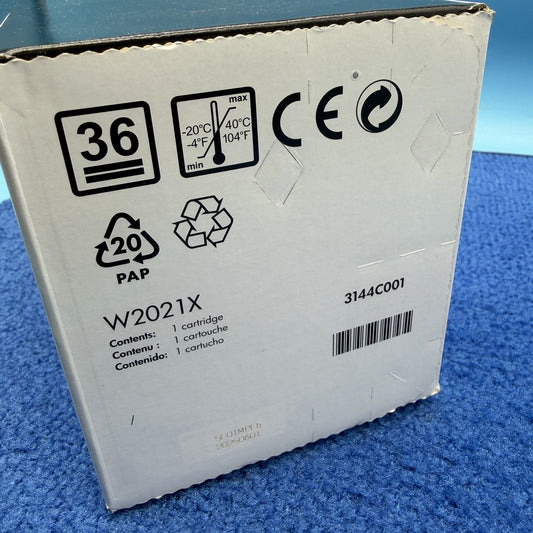 36
max
-20°C
-4°F
40°C
104°F
min
CE
20
PAP
W2021X
Contents: 1 cartridge
Contenu : 1 cartouche
Contenido: 1 cartucho
3144C001
20250601